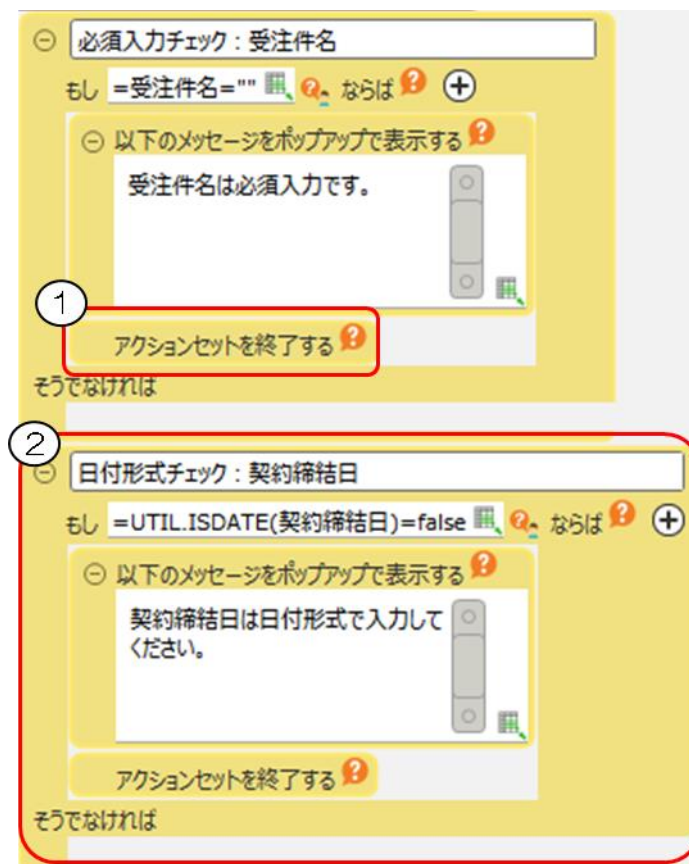 必須入力チェック：受注件名
もし =受注件名="" ならば
以下のメッセージをポップアップで表示する
受注件名は必須入力です。
1
アクションセットを終了する
そうでなければ
2
日付形式チェック：契約締結日
もし =UTIL.ISDATE(契約締結日)=false ならば
以下のメッセージをポップアップで表示する
契約締結日は日付形式で入力して
ください。
アクションセットを終了する
そうでなければ